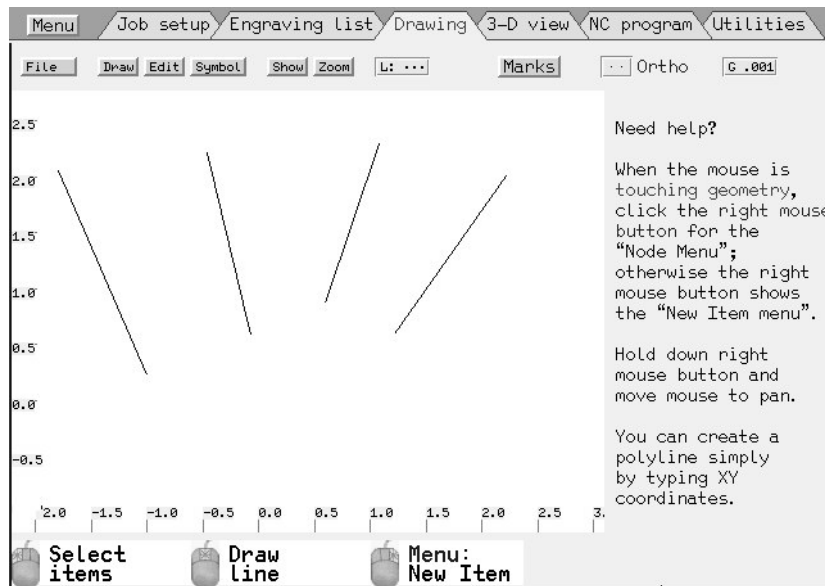 Menu Job setup Engraving list Drawing 3-D view NC program Utilities
File Draw Edit Symbol Show Zoom L: ··· Marks ·· Ortho G .001
2.5
2.0
1.5
1.0
0.5
0.0
-0.5
Need help?
When the mouse is
touching geometry,
click the right mouse
button for the
“Node Menu”;
otherwise the right
mouse button shows
the “New Item menu”.
Hold down right
mouse button and
move mouse to pan.
You can create a
polyline simply
by typing XY
coordinates.
2.0 -1.5 -1.0 -0.5 0.0 0.5 1.0 1.5 2.0 2.5 3.
Select
items
Draw
line
Menu:
New Item